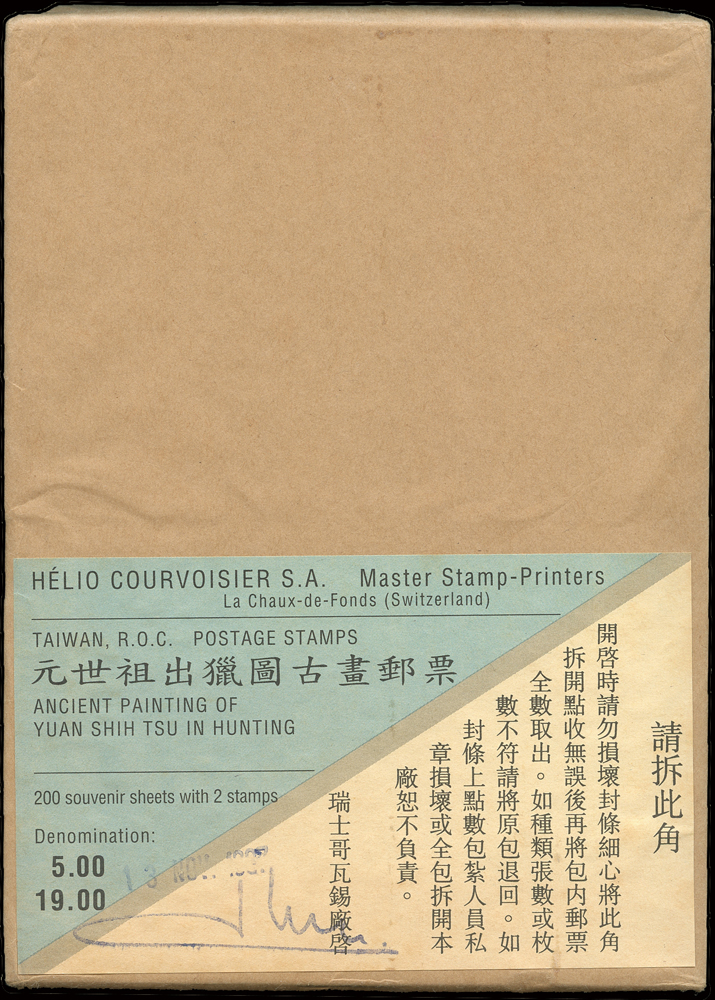 HÉLIO COURVOISIER S.A. Master Stamp-Printers
La Chaux-de-Fonds (Switzerland)
TAIWAN, R.O.C. POSTAGE STAMPS
元世祖出獵圖古畫郵票
ANCIENT PAINTING OF
YUAN SHIH TSU IN HUNTING
200 souvenir sheets with 2 stamps
Denomination:
5.00
19.00
13 NOV.
請拆此角
開啓時請勿損壞封條細心將此角
拆開點收無誤後再將包内郵票
全數取出。如種類張數或枚
數不符請將原包退回。如
封條上點數包紮人員私
章損壞或全包拆開本
廠恕不負責。
瑞士哥瓦錫廠啓